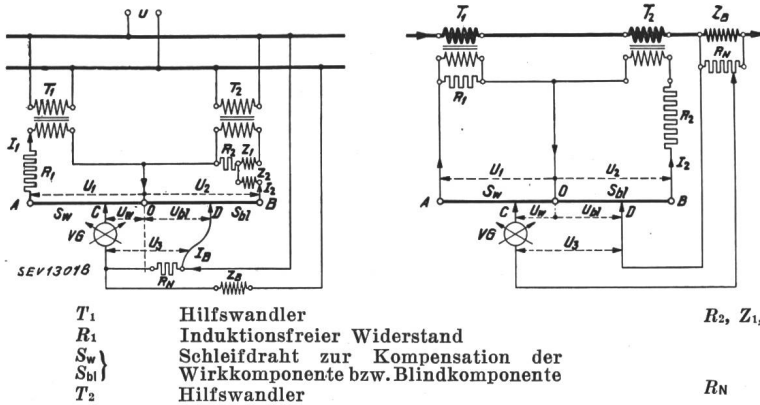 U
T1 T2
I1 R1 R2 Z1 Z2 I2
U1 U2
A Sw C Uw O Ubl D Sbl B
VG U3 IB
RN
ZB
SEV13018
T1 T2 ZB
RN
R1 R2
U1 U2 I2
A Sw C Uw O Ubl Sbl D B
VG U3
T1 Hilfswandler R2, Z1,
R1 Induktionsfreier Widerstand
Sw Schleifdraht zur Kompensation der
Sbl } Wirkkomponente bzw. Blindkomponente
T2 Hilfswandler RN